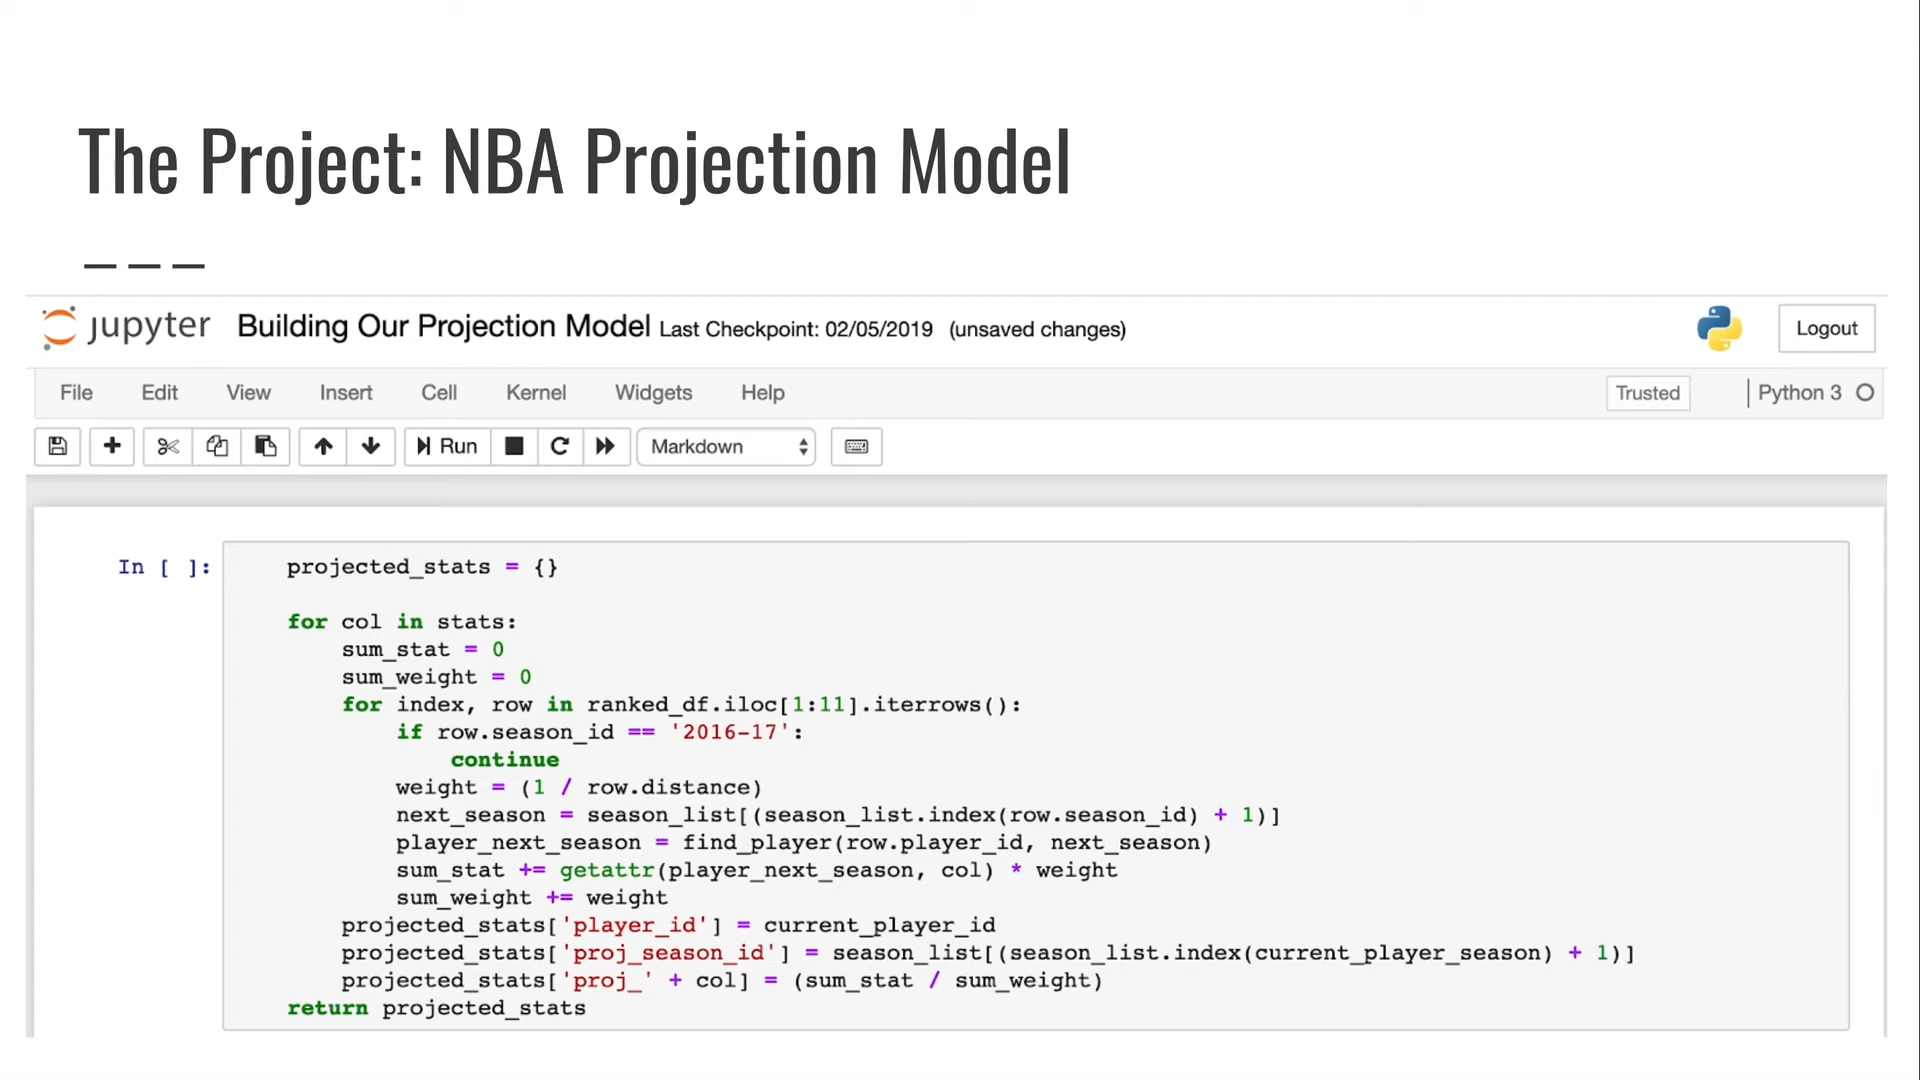 The Project: NBA Projection Model
jupyter Building Our Projection Model Last Checkpoint: 02/05/2019 (unsaved changes) Logout
File Edit View Insert Cell Kernel Widgets Help Trusted | Python 3
Run Markdown
In [ ]: projected_stats = {}
for col in stats:
sum_stat = 0
sum_weight = 0
for index, row in ranked_df.iloc[1:11].iterrows():
if row.season_id == '2016-17':
continue
weight = (1 / row.distance)
next_season = season_list[(season_list.index(row.season_id) + 1)]
player_next_season = find_player(row.player_id, next_season)
sum_stat += getattr(player_next_season, col) * weight
sum_weight += weight
projected_stats['player_id'] = current_player_id
projected_stats['proj_season_id'] = season_list[(season_list.index(current_player_season) + 1)]
projected_stats['proj_' + col] = (sum_stat / sum_weight)
return projected_stats